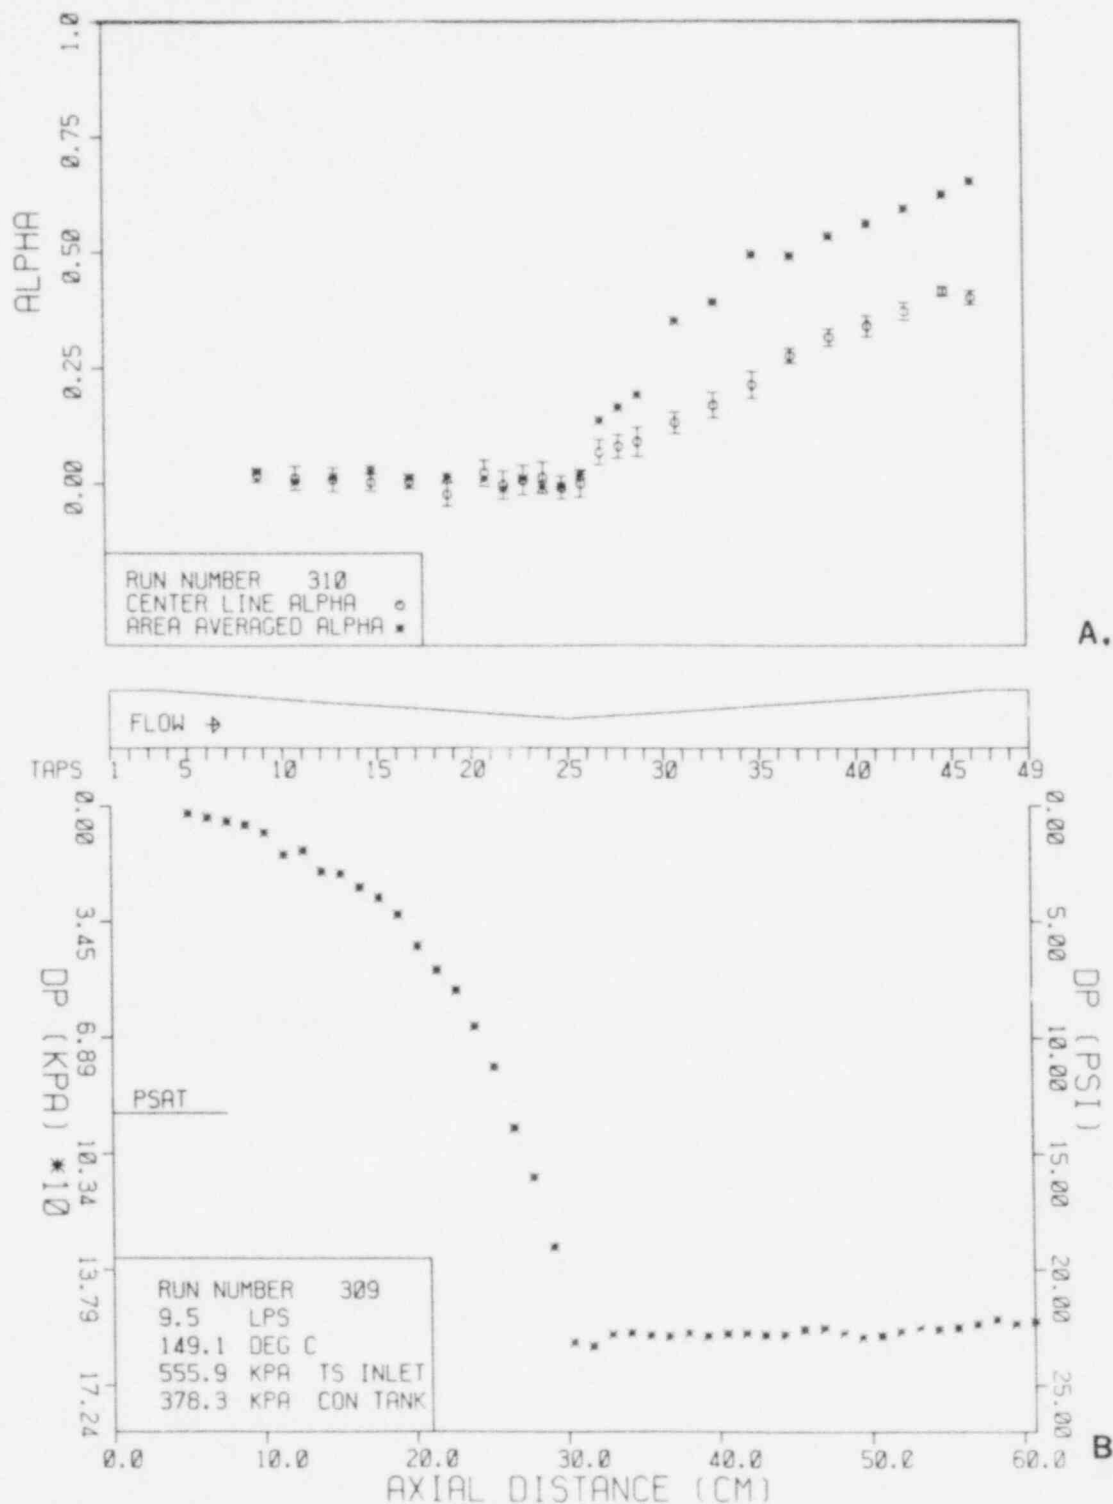 1.0
0.75
0.50
0.25
0.00
ALPHA
RUN NUMBER 310
CENTER LINE ALPHA o
AREA AVERAGED ALPHA *
A.
FLOW
TAPS 1 5 10 15 20 25 30 35 40 45 49
0.00
3.45
6.89
10.34
13.79
17.24
DP (KPA) *10
PSAT
0.00
5.00
10.00
15.00
20.00
25.00
DP (PSI)
RUN NUMBER 309
9.5 LPS
149.1 DEG C
555.9 KPA TS INLET
378.3 KPA CON TANK
B
0.0 10.0 20.0 30.0 40.0 50.0 60.0
AXIAL DISTANCE (CM)